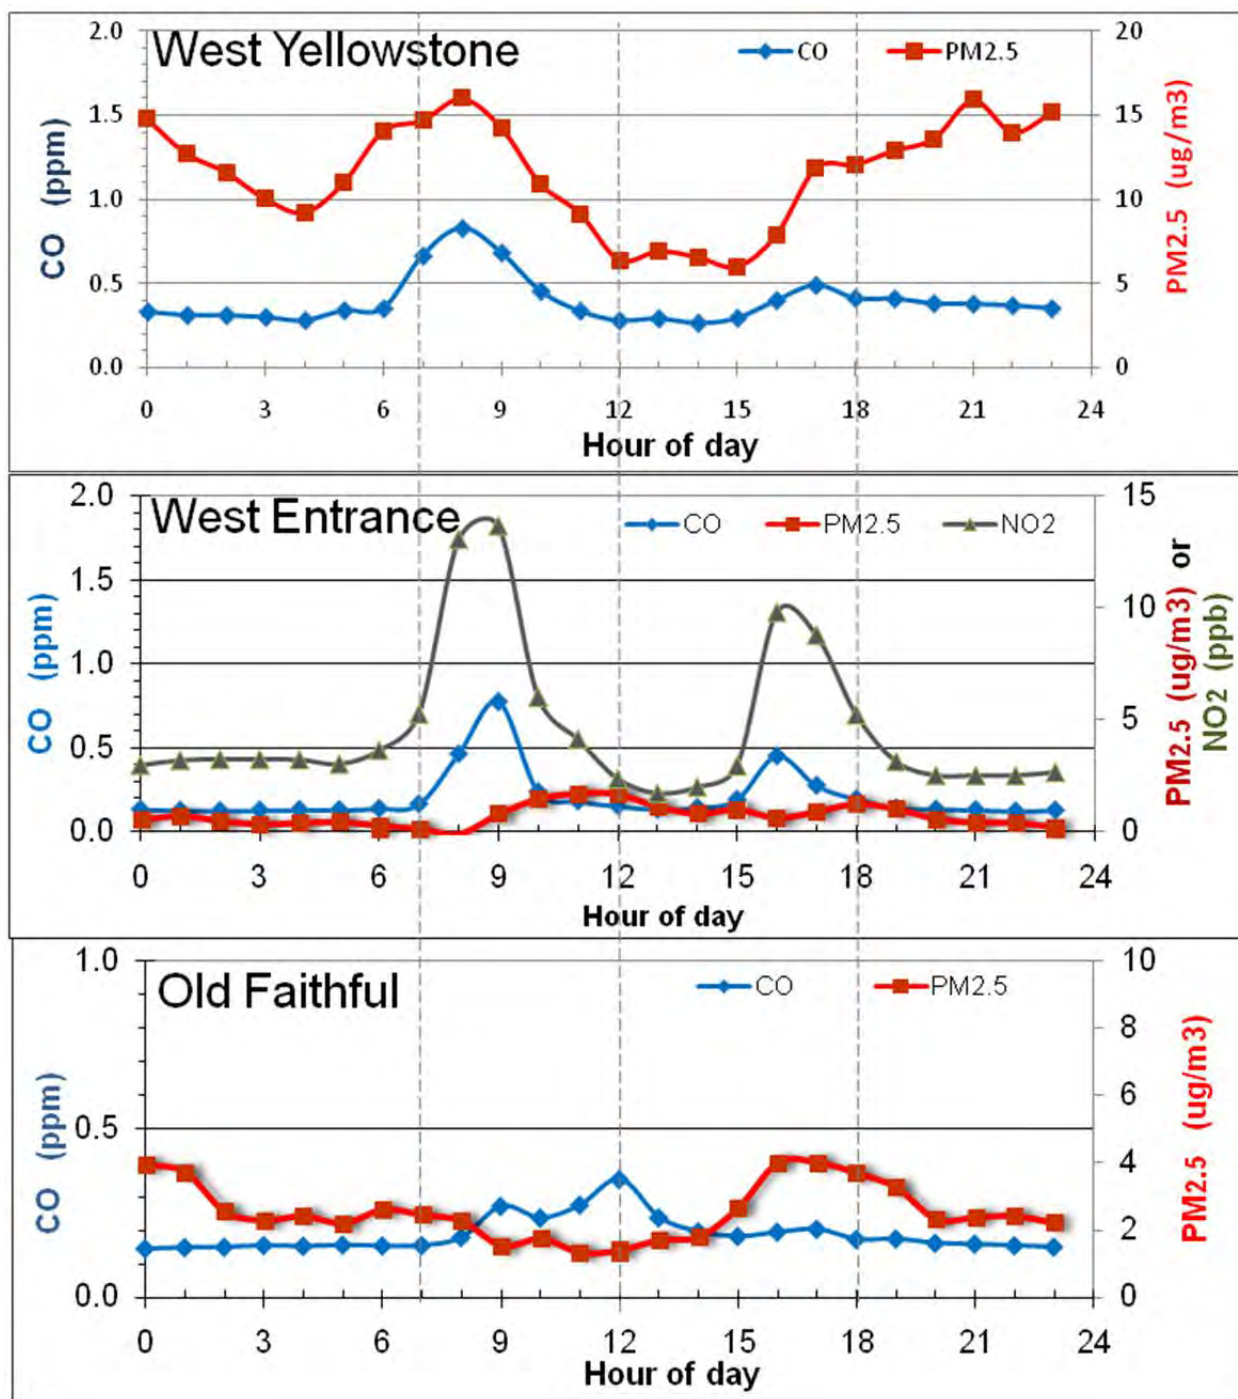 West Yellowstone
CO PM2.5
CO (ppm)
2.0
1.5
1.0
0.5
0.0
20
15
10
5
0
PM2.5 (ug/m3)
0 3 6 9 12 15 18 21 24
Hour of day
West Entrance
CO PM2.5 NO2
CO (ppm)
2.0
1.5
1.0
0.5
0.0
15
10
5
0
PM2.5 (ug/m3) or
NO2 (ppb)
0 3 6 9 12 15 18 21 24
Hour of day
Old Faithful
CO PM2.5
CO (ppm)
1.0
0.5
0.0
10
8
6
4
2
0
PM2.5 (ug/m3)
0 3 6 9 12 15 18 21 24
Hour of day